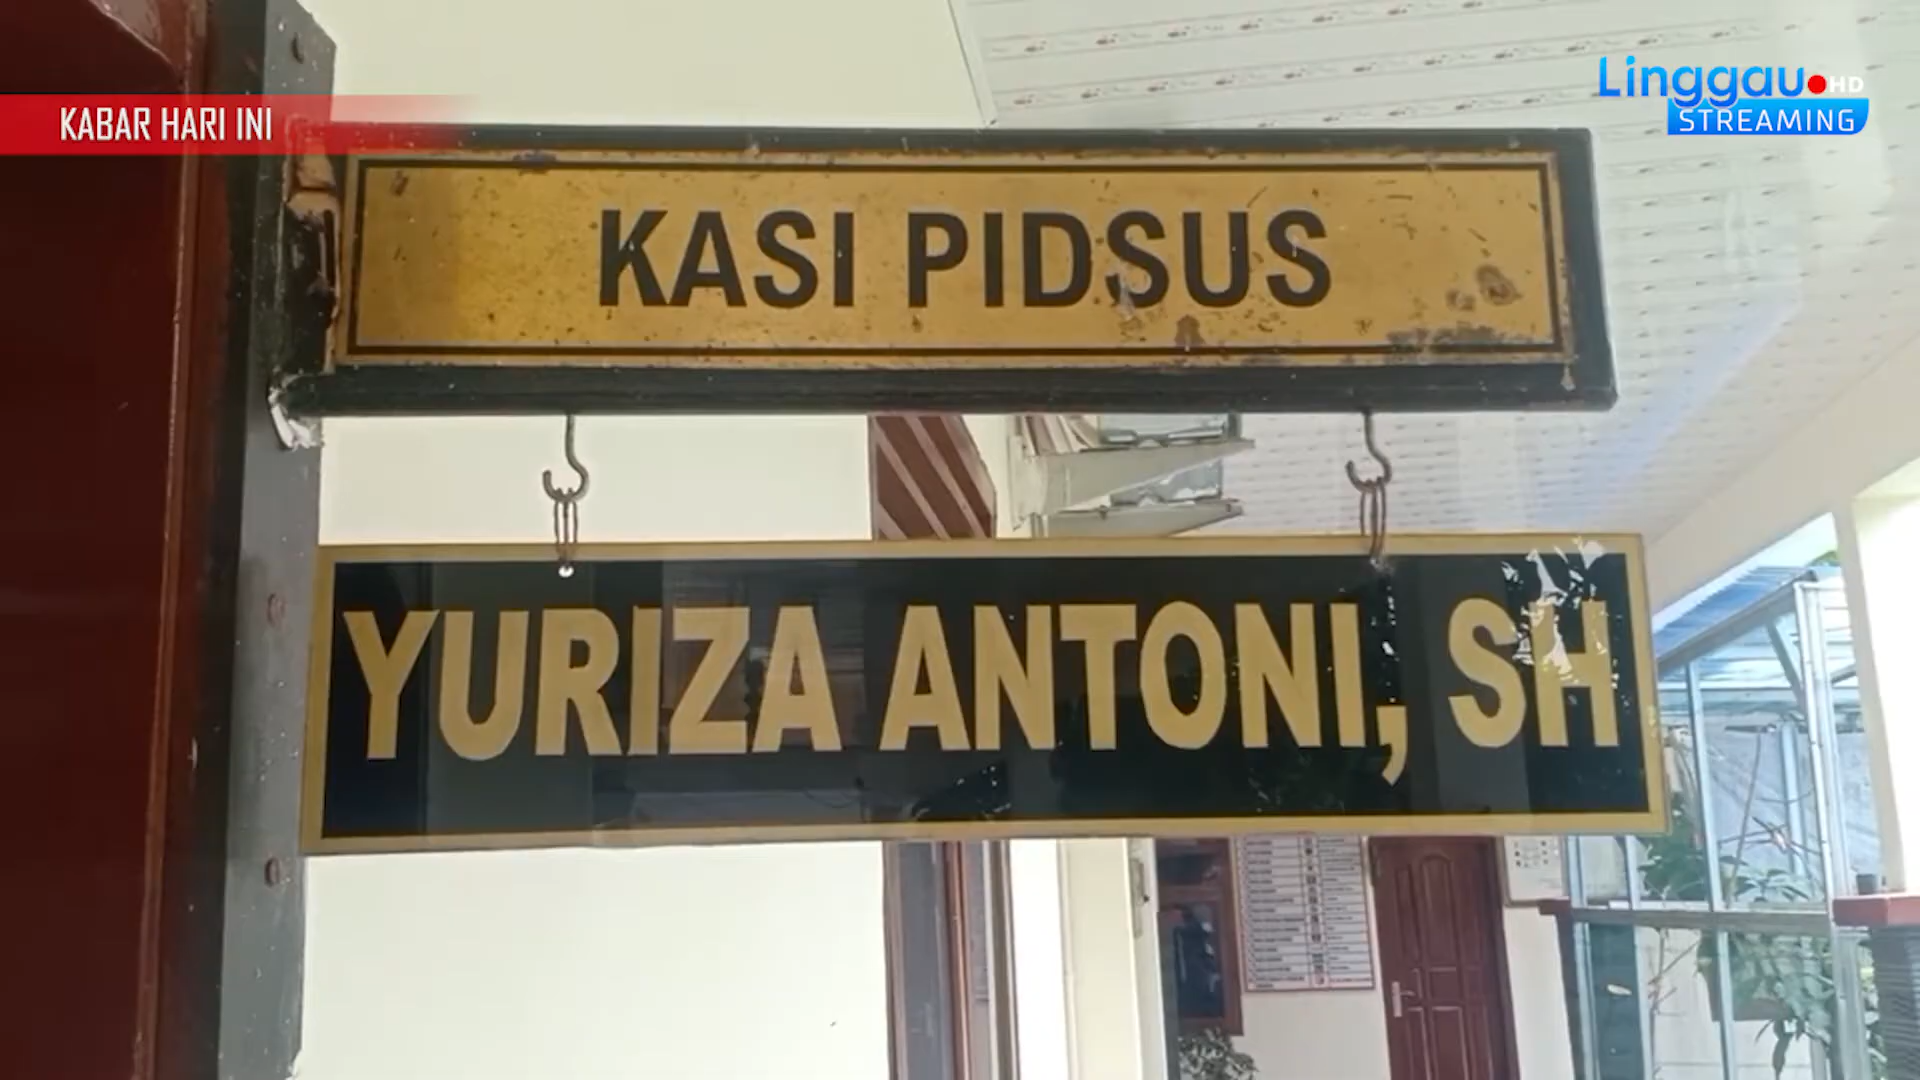 Linggau HD
STREAMING
KABAR HARI INI
KASI PIDSUS
YURIZA ANTONI, SH